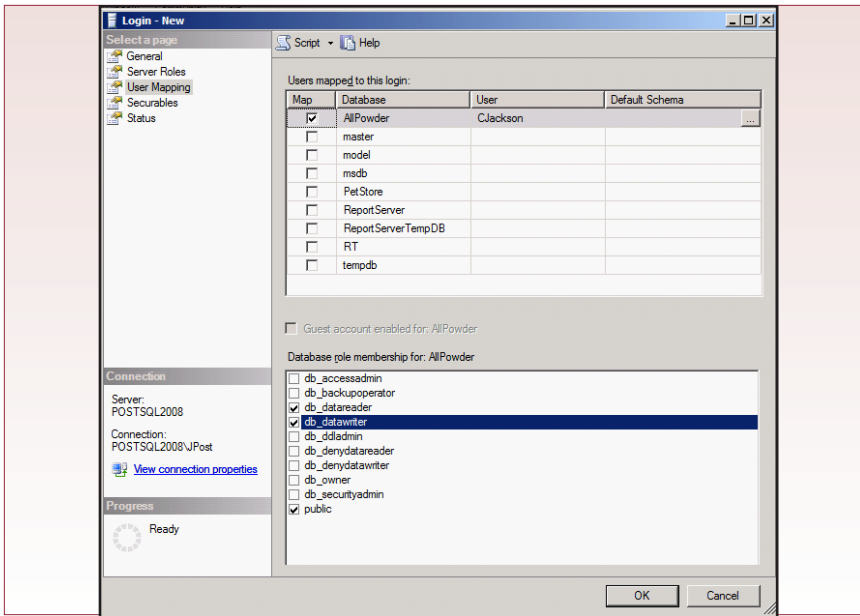 Login - New
Select a page
General
Server Roles
User Mapping
Securables
Status
Script
Help
Users mapped to this login:
Map Database User Default Schema
AllPowder CJackson ...
master
model
msdb
PetStore
ReportServer
ReportServerTempDB
RT
tempdb
Guest account enabled for: AllPowder
Database role membership for: AllPowder
db_accessadmin
db_backupoperator
db_datareader
db_datawriter
db_ddladmin
db_denydatareader
db_denydatawriter
db_owner
db_securityadmin
public
Connection
Server:
POSTSQL2008
Connection:
POSTSQL2008\JPost
View connection properties
Progress
Ready
OK Cancel